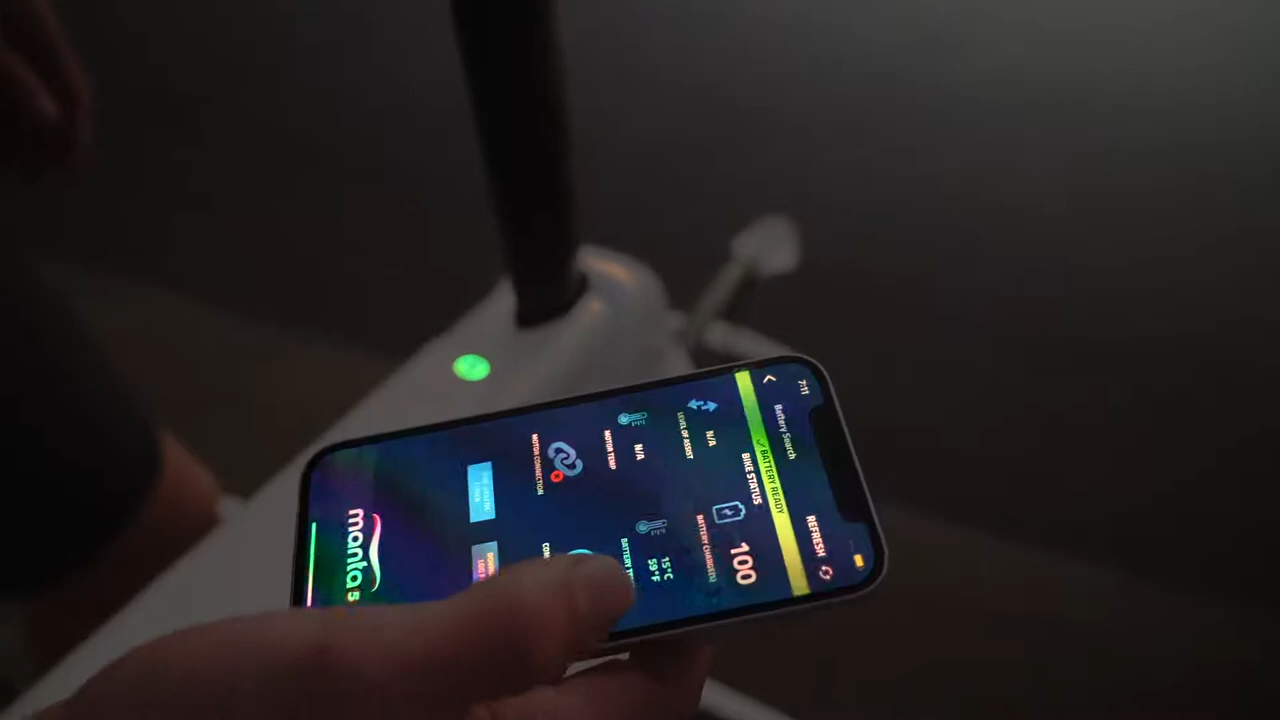 7:11
Battery Search
REFRESH
✓ BATTERY READY
BIKE STATUS
N/A
LEVEL OF ASSIST
100
BATTERY CHARGE(%)
N/A
MOTOR TEMP
15°C
59°F
BATTERY
MOTOR CONNECTION
manta5